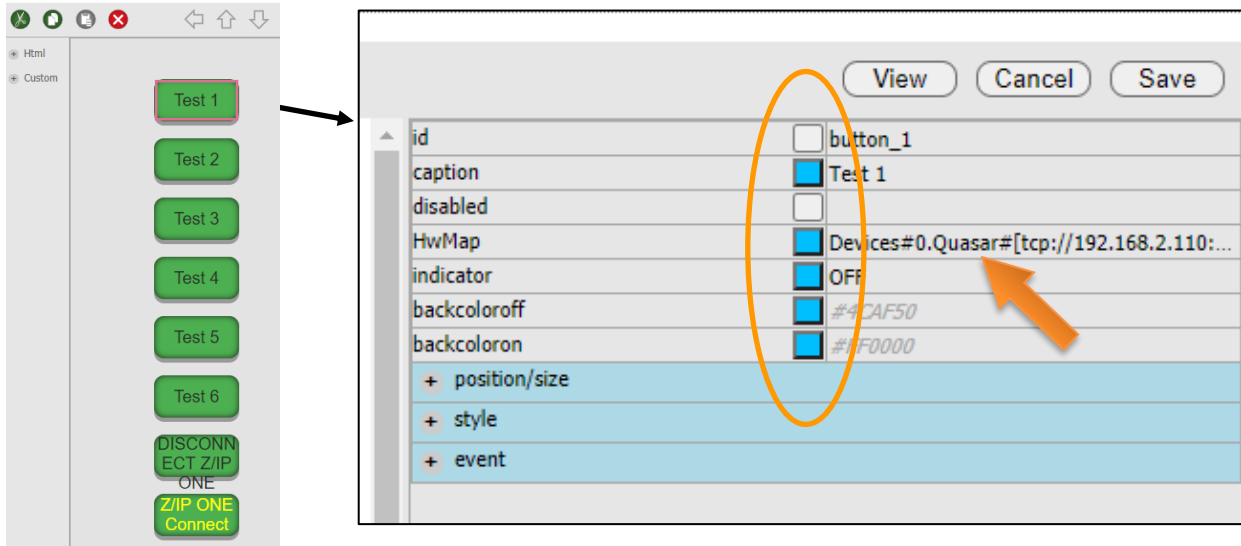 Html
Custom
Test 1
Test 2
Test 3
Test 4
Test 5
Test 6
DISCONN
ECT Z/IP
ONE
Z/IP ONE
Connect
View Cancel Save
id button_1
caption Test 1
disabled
HwMap Devices#0.Quasar#[tcp://192.168.2.110:...
indicator OFF
backcoloroff #4CAF50
backcoloron #FF0000
+ position/size
+ style
+ event